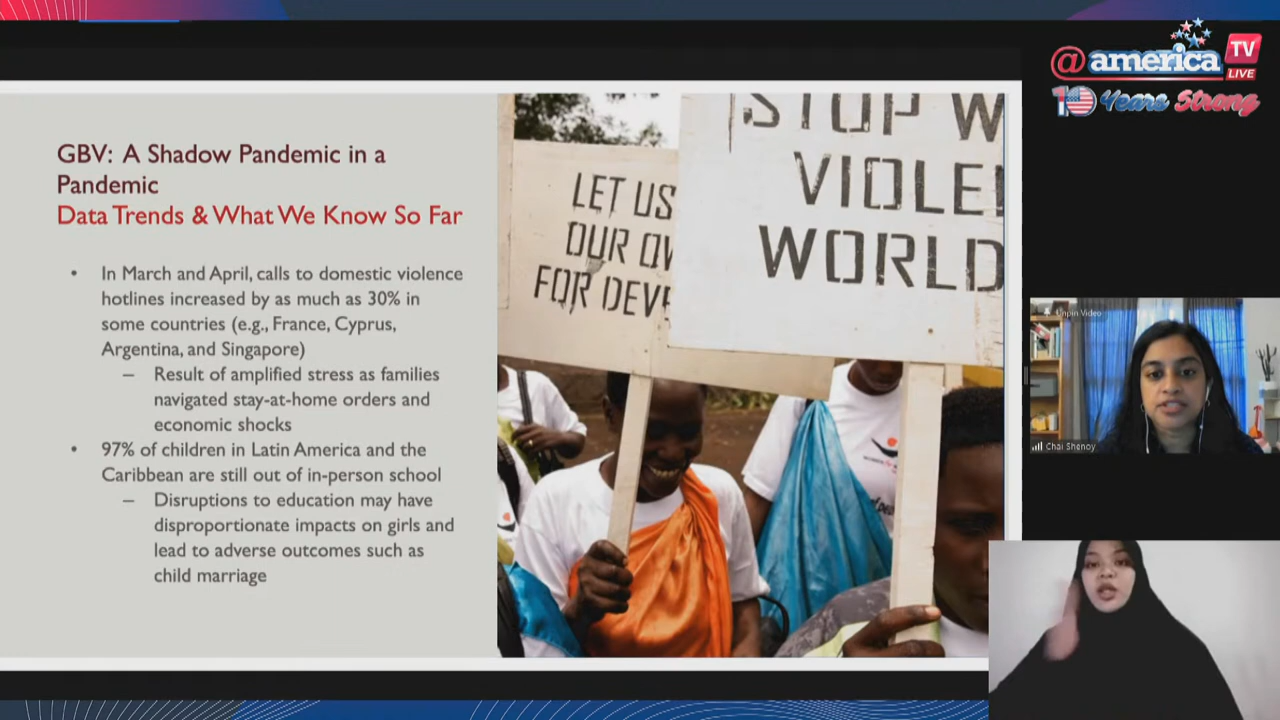 GBV: A Shadow Pandemic in a
Pandemic
Data Trends & What We Know So Far
• In March and April, calls to domestic violence
hotlines increased by as much as 30% in
some countries (e.g., France, Cyprus,
Argentina, and Singapore)
– Result of amplified stress as families
navigated stay-at-home orders and
economic shocks
• 97% of children in Latin America and the
Caribbean are still out of in-person school
– Disruptions to education may have
disproportionate impacts on girls and
lead to adverse outcomes such as
child marriage
LET US
OUR
FOR
STOP
WORLD
@america TV
LIVE
10 Years Strong
Unpin Video
Chai Shenoy